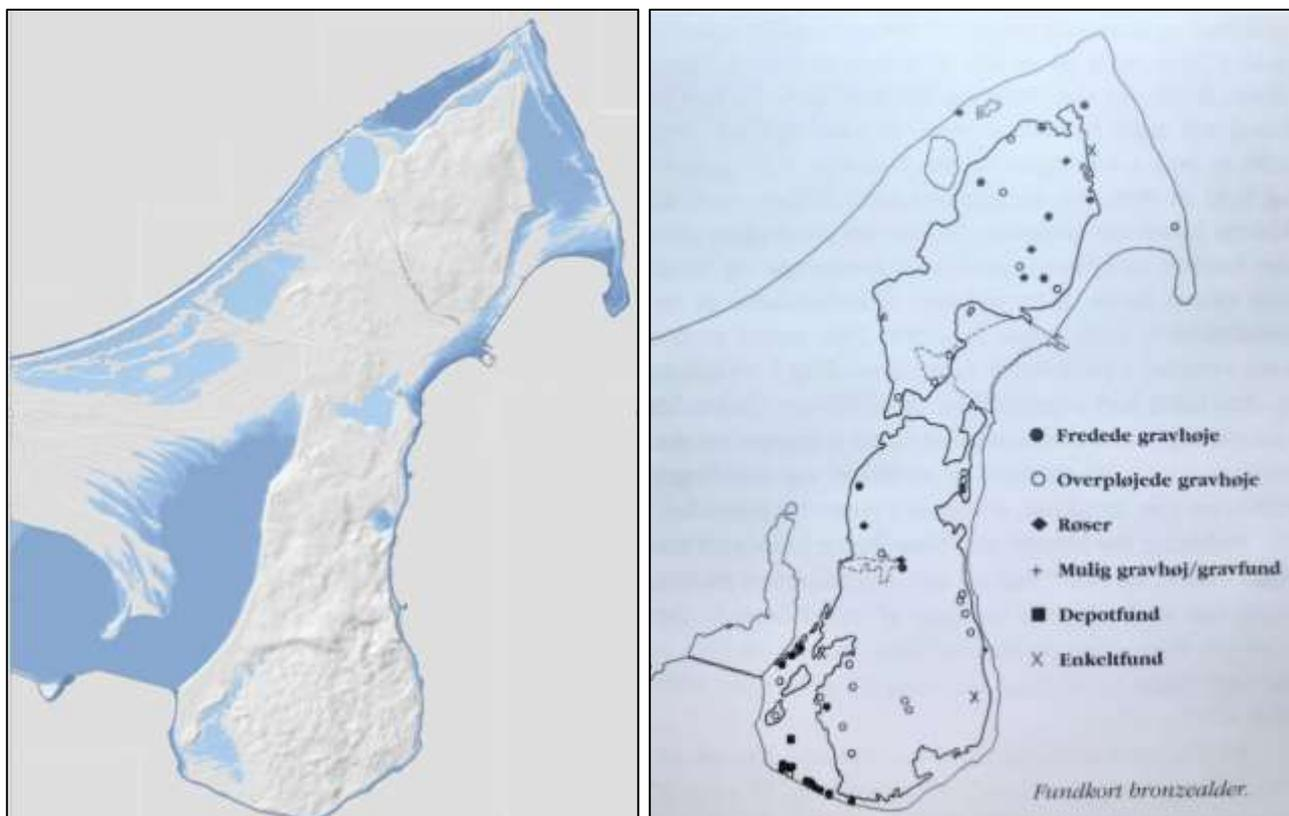 Fredede gravhøje
Overpløjede gravhøje
Røser
Mulig gravhøj/gravfund
Depotfund
Enkeltfund
Fundkort bronzealder.